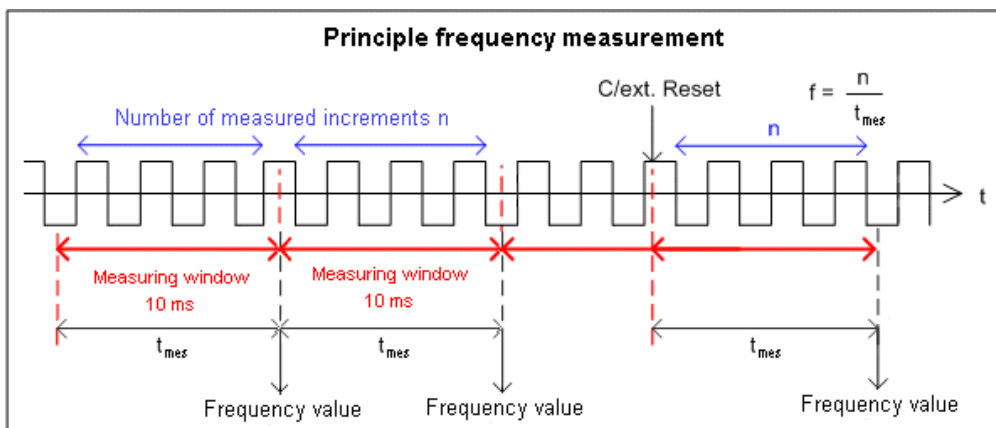 Principle frequency measurement
C/ext. Reset
f = n / t_mes
Number of measured increments n
n
t
Measuring window
10 ms
Measuring window
10 ms
t_mes
t_mes
t_mes
Frequency value
Frequency value
Frequency value